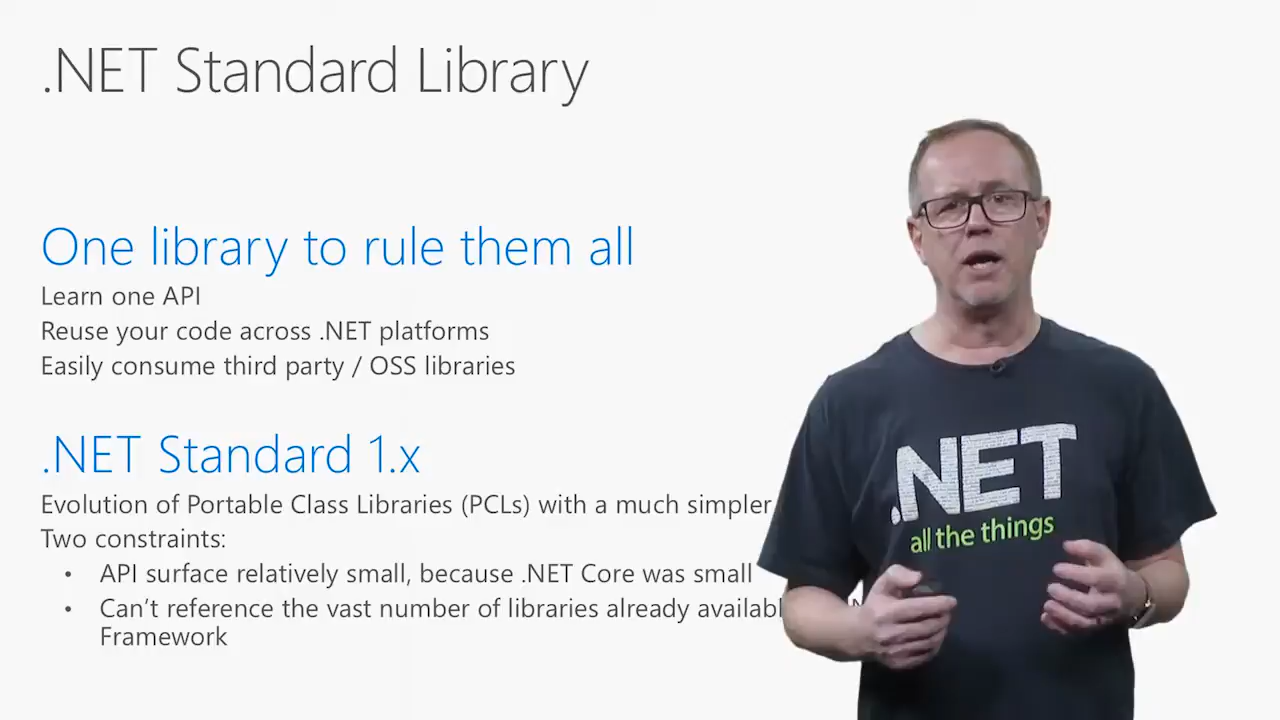 .NET Standard Library
One library to rule them all
Learn one API
Reuse your code across .NET platforms
Easily consume third party / OSS libraries
.NET Standard 1.x
Evolution of Portable Class Libraries (PCLs) with a much simpler
Two constraints:
• API surface relatively small, because .NET Core was small
• Can't reference the vast number of libraries already
Framework
.NET
all the things